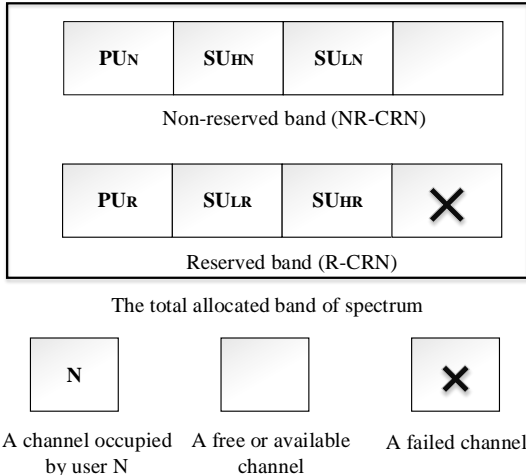 PUN SUHN SULN
Non-reserved band (NR-CRN)
PUR SULR SUHR
Reserved band (R-CRN)
The total allocated band of spectrum
N
A channel occupied by user N
A free or available channel
A failed channel